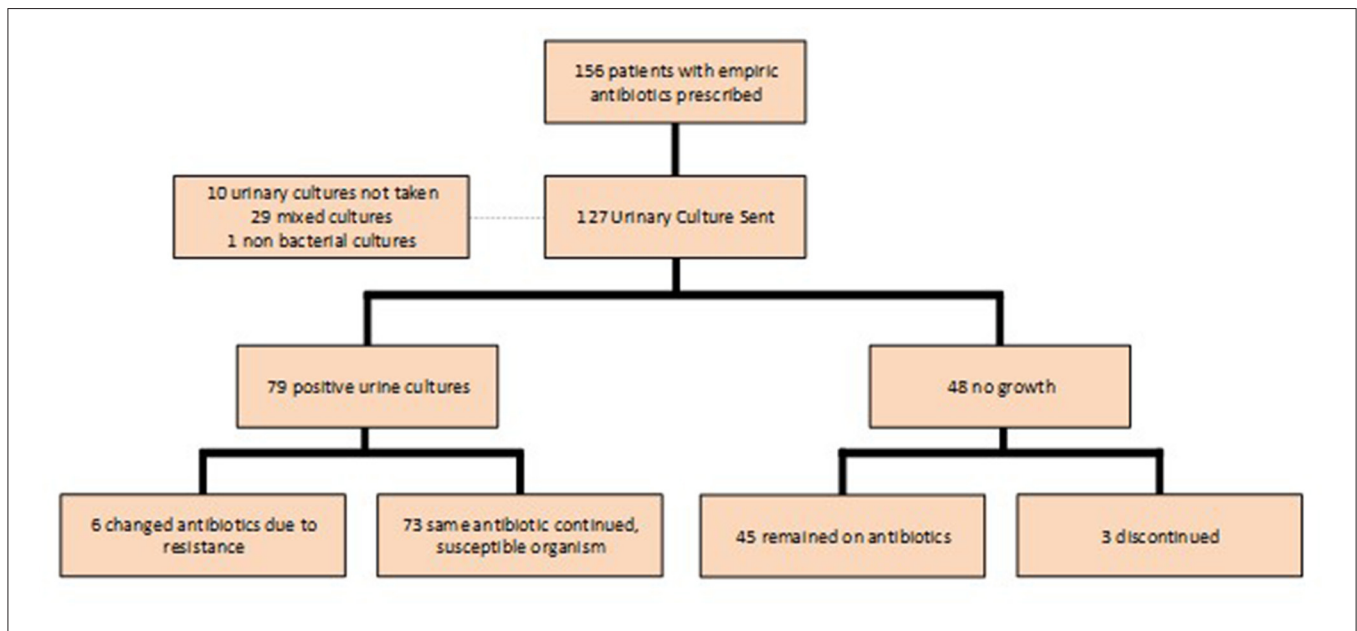 156 patients with empiric
antibiotics prescribed
10 urinary cultures not taken
29 mixed cultures
1 non bacterial cultures
127 Urinary Culture Sent
79 positive urine cultures
48 no growth
6 changed antibiotics due to
resistance
73 same antibiotic continued,
susceptible organism
45 remained on antibiotics
3 discontinued